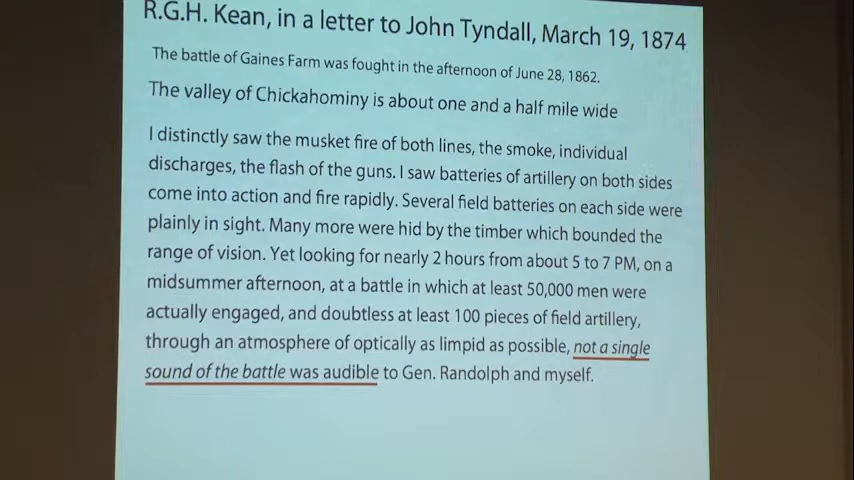 R.G.H. Kean, in a letter to John Tyndall, March 19, 1874
The battle of Gaines Farm was fought in the afternoon of June 28, 1862.
The valley of Chickahominy is about one and a half mile wide
I distinctly saw the musket fire of both lines, the smoke, individual
discharges, the flash of the guns. I saw batteries of artillery on both sides
come into action and fire rapidly. Several field batteries on each side were
plainly in sight. Many more were hid by the timber which bounded the
range of vision. Yet looking for nearly 2 hours from about 5 to 7 PM, on a
midsummer afternoon, at a battle in which at least 50,000 men were
actually engaged, and doubtless at least 100 pieces of field artillery,
through an atmosphere of optically as limpid as possible, not a single
sound of the battle was audible to Gen. Randolph and myself.